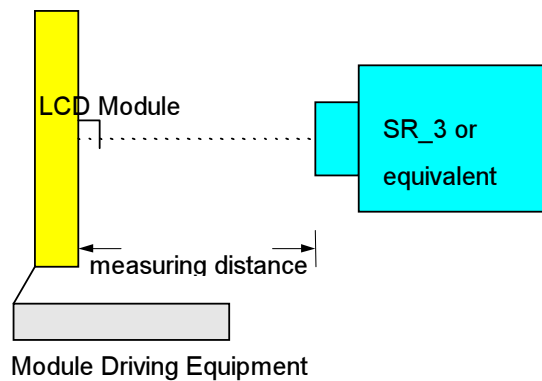 LCD Module
SR_3 or
equivalent
measuring distance
Module Driving Equipment